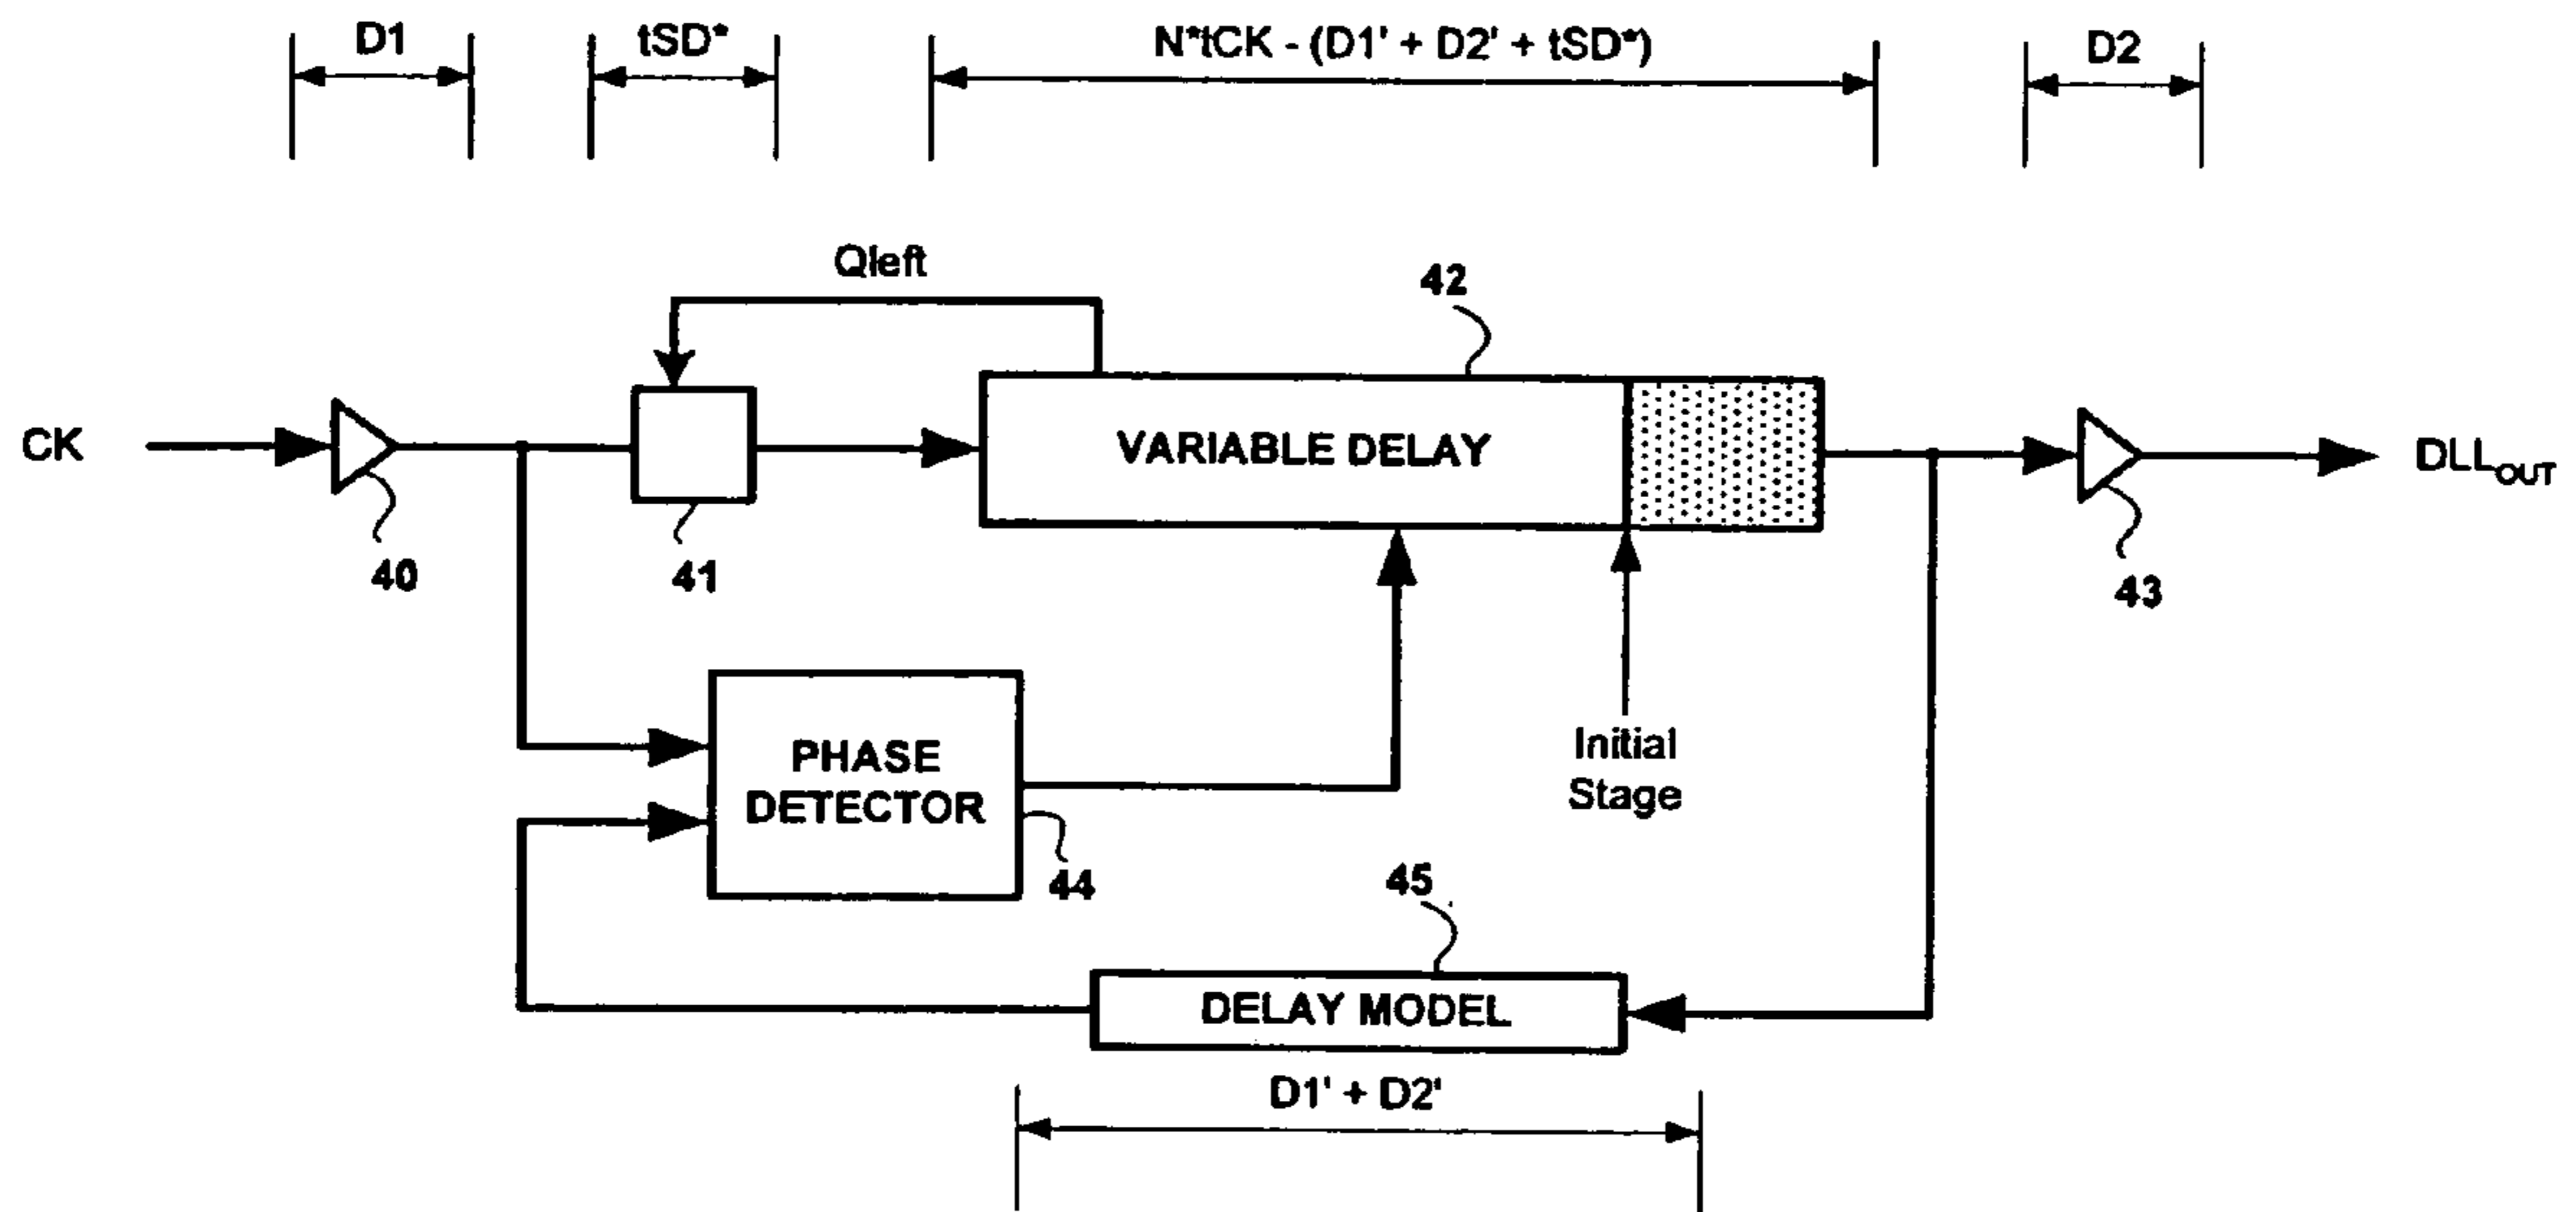 D1
tSD*
N*tCK - (D1' + D2' + tSD*)
D2
Qleft
42
CK
VARIABLE DELAY
DLLOUT
40
41
43
Initial
Stage
PHASE
DETECTOR
44
45
DELAY MODEL
D1' + D2'